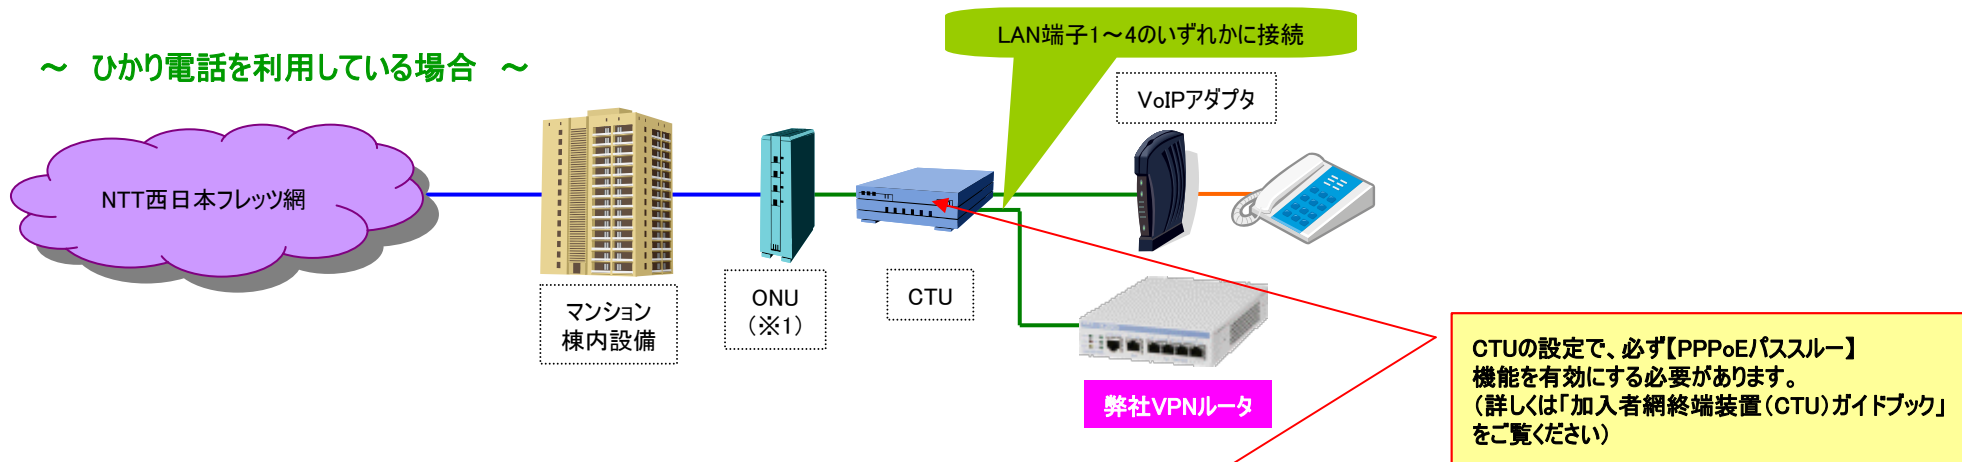 ～　ひかり電話を利用している場合　～
LAN端子1～4のいずれかに接続
VoIPアダプタ
NTT西日本フレッツ網
マンション
棟内設備
ONU
（※1）
CTU
弊社VPNルータ
CTUの設定で、必ず【PPPoEパススルー】
機能を有効にする必要があります。
（詳しくは「加入者網終端装置（CTU）ガイドブック」
をご覧ください）